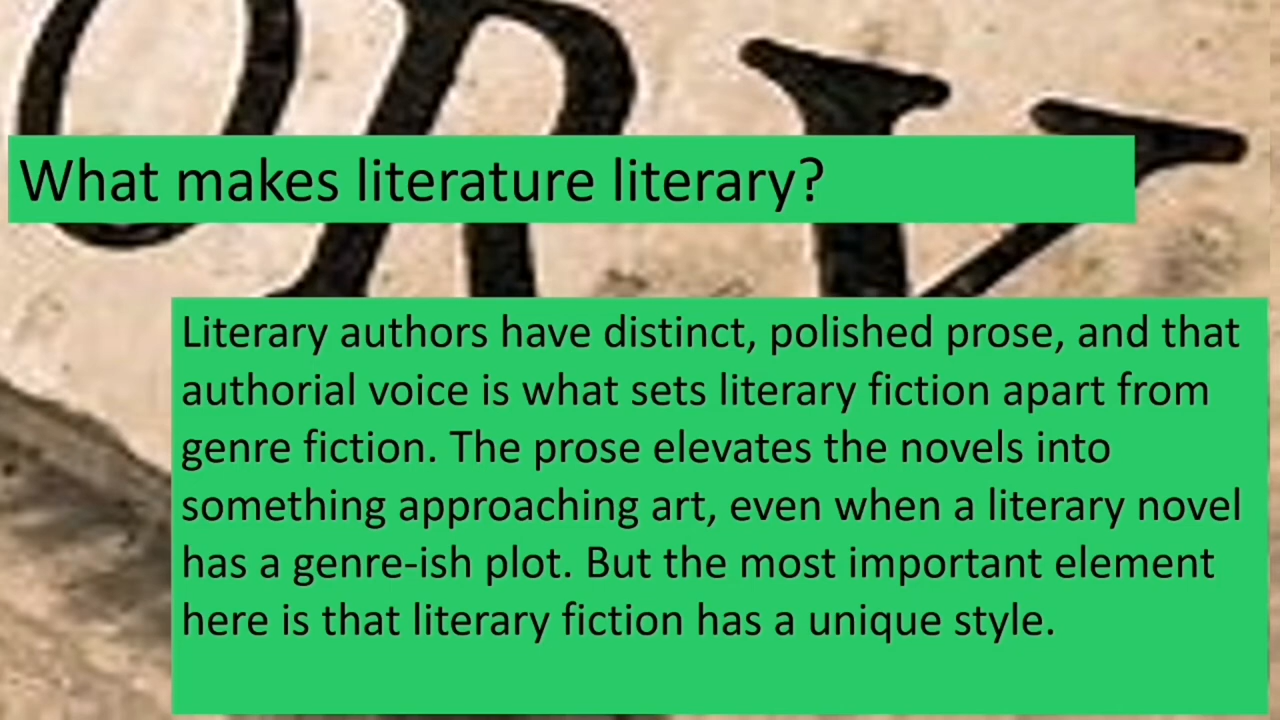 What makes literature literary?
Literary authors have distinct, polished prose, and that
authorial voice is what sets literary fiction apart from
genre fiction. The prose elevates the novels into
something approaching art, even when a literary novel
has a genre-ish plot. But the most important element
here is that literary fiction has a unique style.